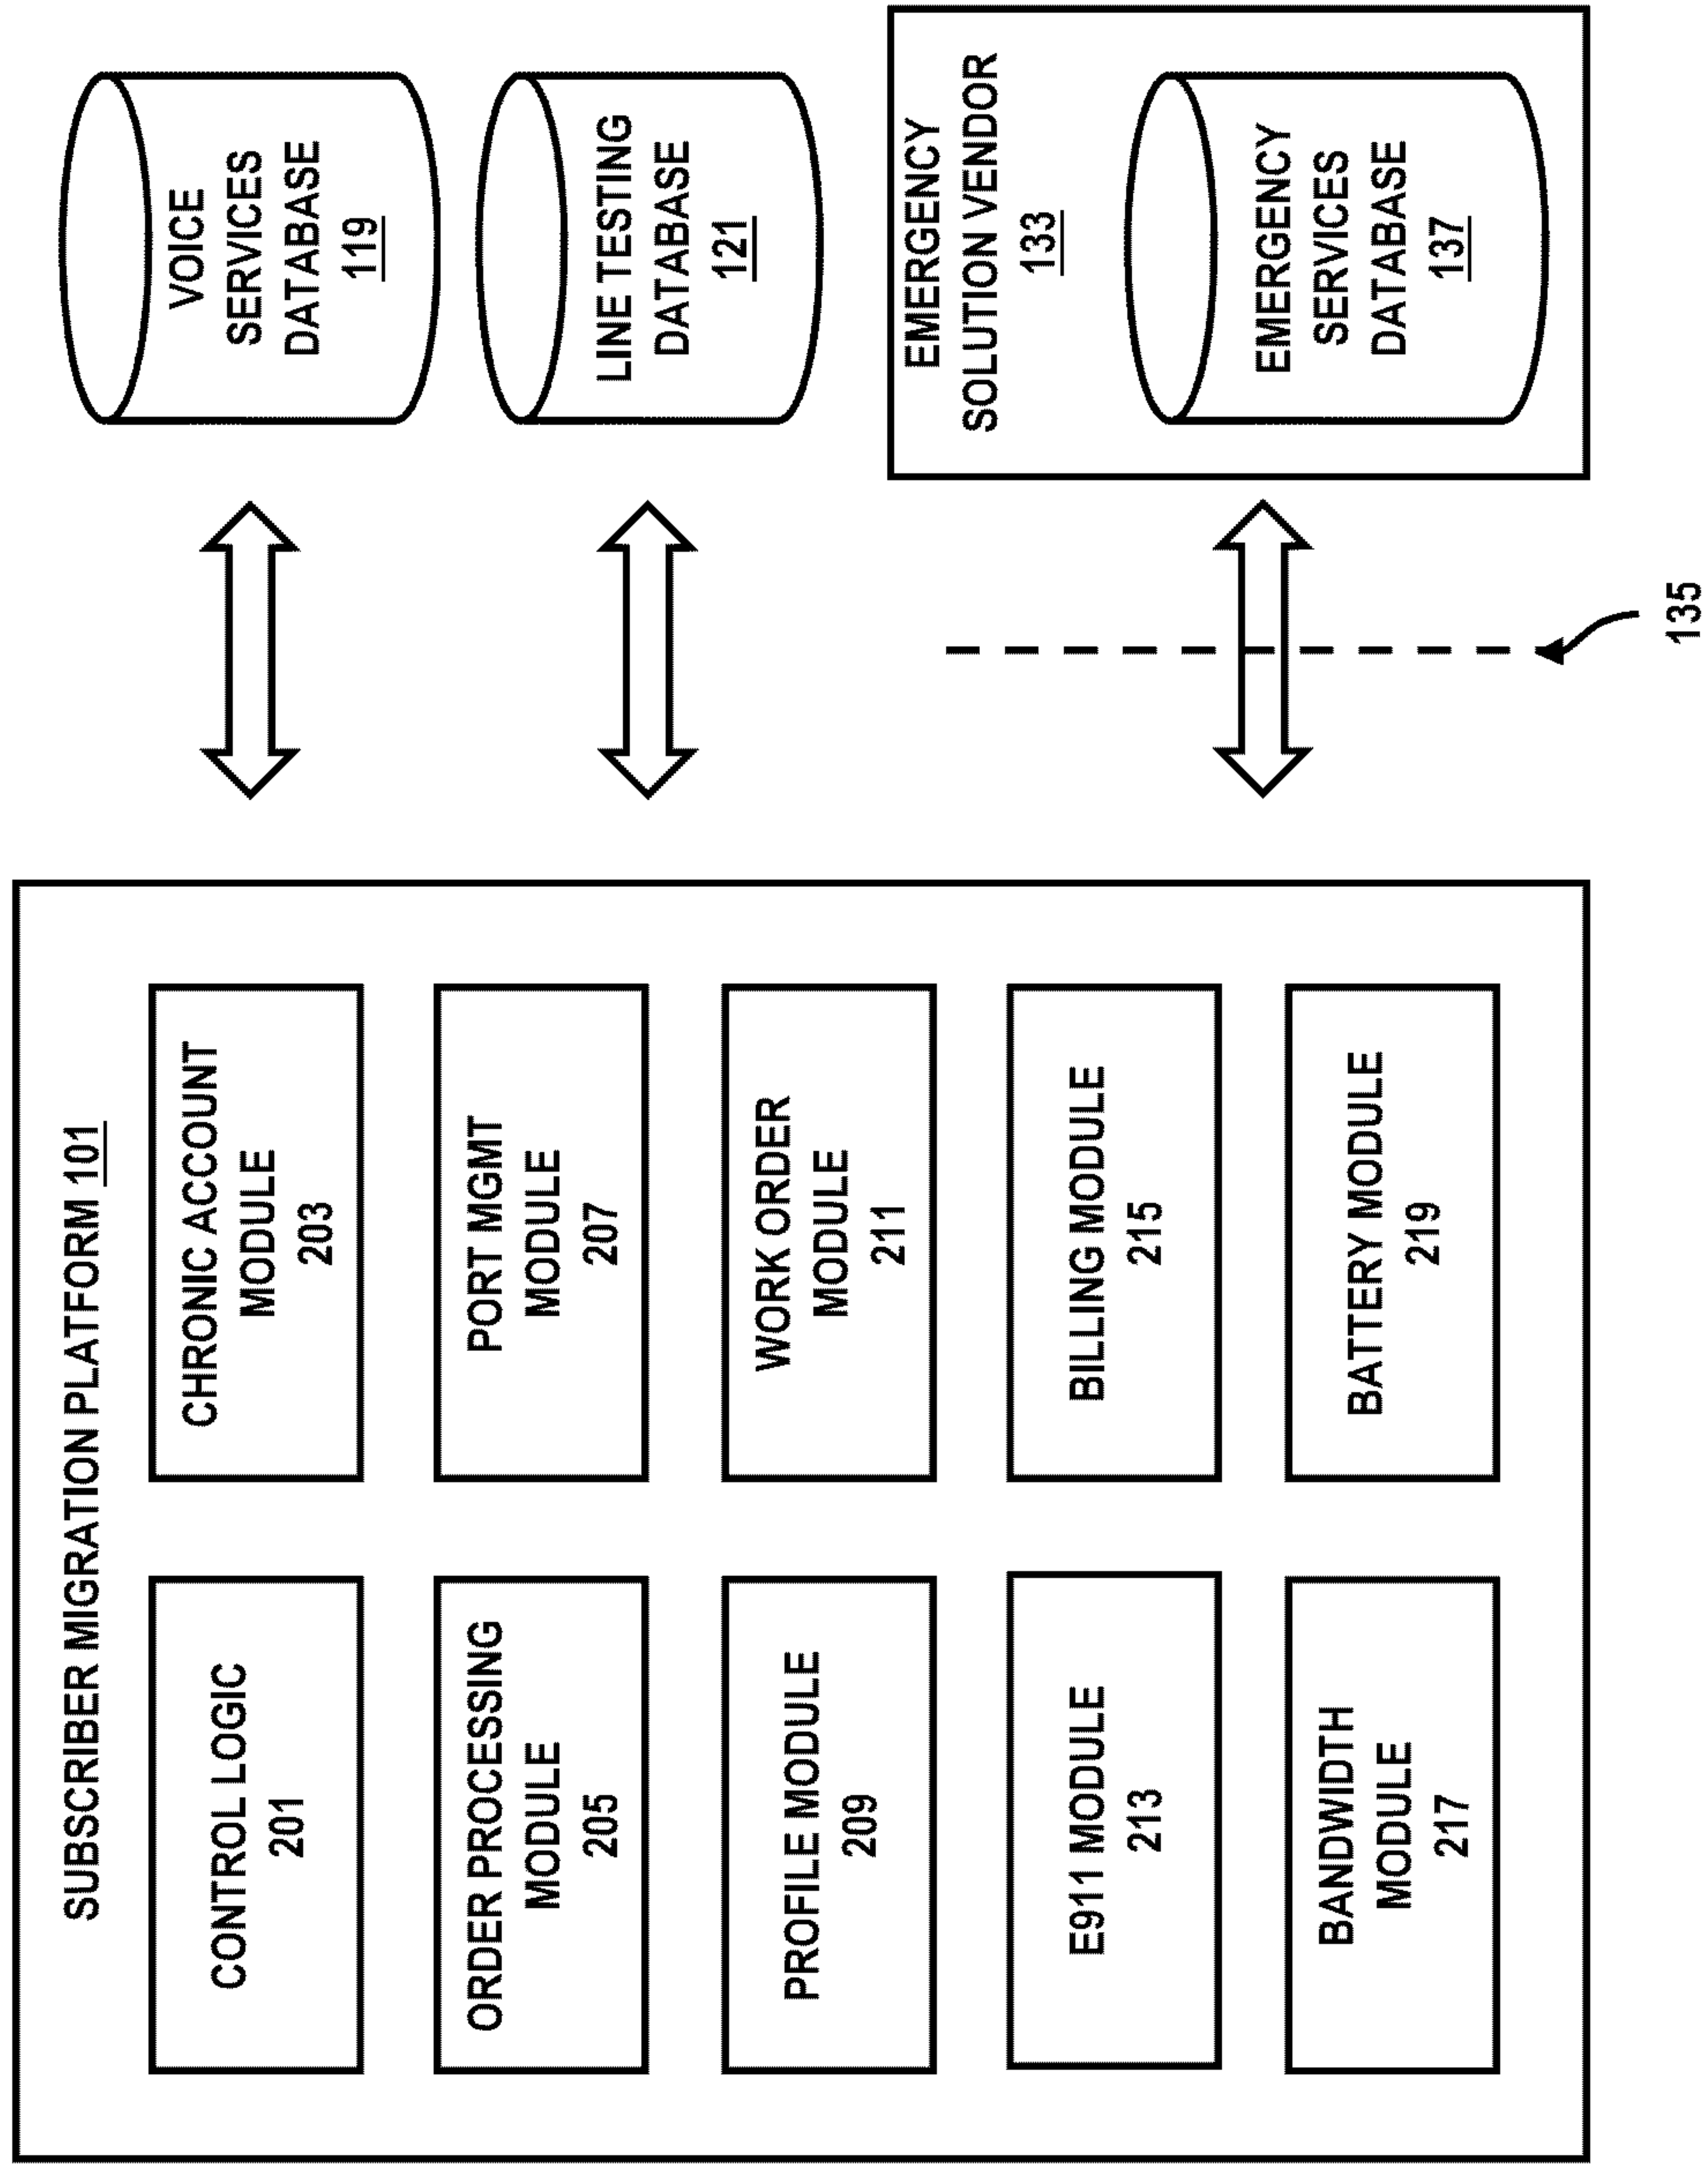 SUBSCRIBER MIGRATION PLATFORM 101
CONTROL LOGIC
201
CHRONIC ACCOUNT
MODULE
203
ORDER PROCESSING
MODULE
205
PORT MGMT
MODULE
207
PROFILE MODULE
209
WORK ORDER
MODULE
211
E911 MODULE
213
BILLING MODULE
215
BANDWIDTH
MODULE
217
BATTERY MODULE
219
VOICE
SERVICES
DATABASE
119
LINE TESTING
DATABASE
121
EMERGENCY
SOLUTION VENDOR
133
EMERGENCY
SERVICES
DATABASE
137
135